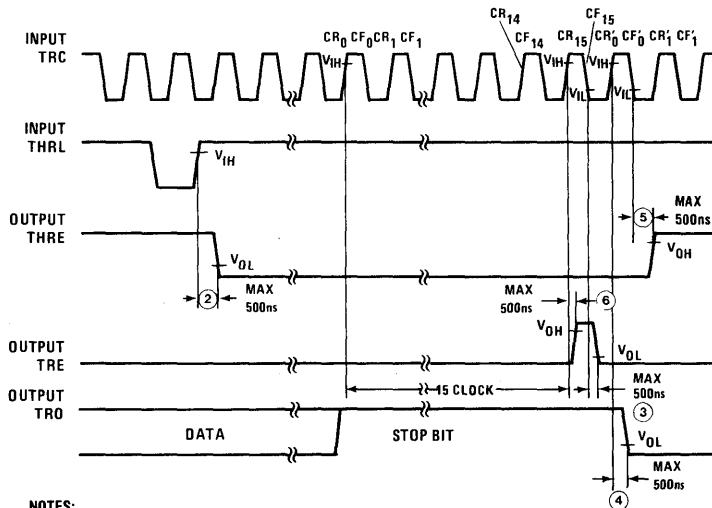 INPUT TRC
CR0 CF0 CR1 CF1
CR14
CF14
CR15
CF15
CR'0 CF'0 CR'1 CF'1
VIH
VIH
VIH
VIL
VIL
INPUT THRL
VIH
OUTPUT THRE
VOL
2
MAX 500ns
5
MAX 500ns
VOH
MAX 500ns
6
VOH
OUTPUT TRE
VOL
15 CLOCK
MAX 500ns
3
OUTPUT TRO
DATA
STOP BIT
VOL
MAX 500ns
4
NOTES: